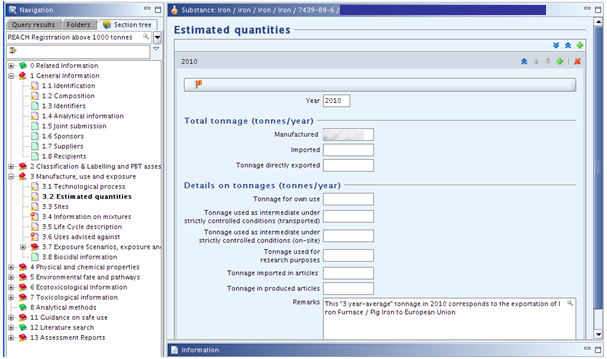 Navigation
Query results Folders Section tree
REACH Registration above 1000 tonnes
0 Related Information
1 General Information
1.1 Identification
1.2 Composition
1.3 Identifiers
1.4 Analytical information
1.5 Joint submission
1.6 Sponsors
1.7 Suppliers
1.8 Recipients
2 Classification & Labelling and PBT asses
3 Manufacture, use and exposure
3.1 Technological process
3.2 Estimated quantities
3.3 Sites
3.4 Information on mixtures
3.5 Life Cycle description
3.6 Uses advised against
3.7 Exposure Scenarios, exposure an
3.8 Biocidal information
4 Physical and chemical properties
5 Environmental fate and pathways
6 Ecotoxicological Information
7 Toxicological information
8 Analytical methods
11 Guidance on safe use
12 Literature search
13 Assessment Reports
Substance: Iron / iron / Iron / Iron / 7439-89-6 /
Estimated quantities
2010
Year 2010
Total tonnage (tonnes/year)
Manufactured
Imported
Tonnage directly exported
Details on tonnages (tonnes/year)
Tonnage for own use
Tonnage used as intermediate under
strictly controlled conditions (transported)
Tonnage used as intermediate under
strictly controlled conditions (on-site)
Tonnage used for
research purposes
Tonnage imported in articles
Tonnage in produced articles
Remarks This "3 year-average" tonnage in 2010 corresponds to the exportation of I
ron Furnace / Pig Iron to European Union
Information